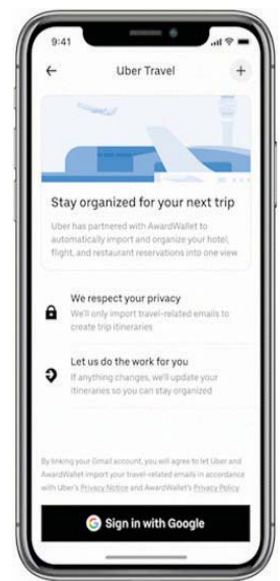 9:41
Uber Travel
Stay organized for your next trip
Uber has partnered with AwardWallet to
automatically import and organize your hotel,
flight, and restaurant reservations into one view
We respect your privacy
We'll only import travel-related emails to
create trip itineraries
Let us do the work for you
If anything changes, we'll update your
itineraries so you can stay organized
By linking your Gmail account, you will agree to let Uber and
AwardWallet import your travel-related emails in accordance
with Uber's Privacy Notice and AwardWallet's Privacy Policy
Sign in with Google